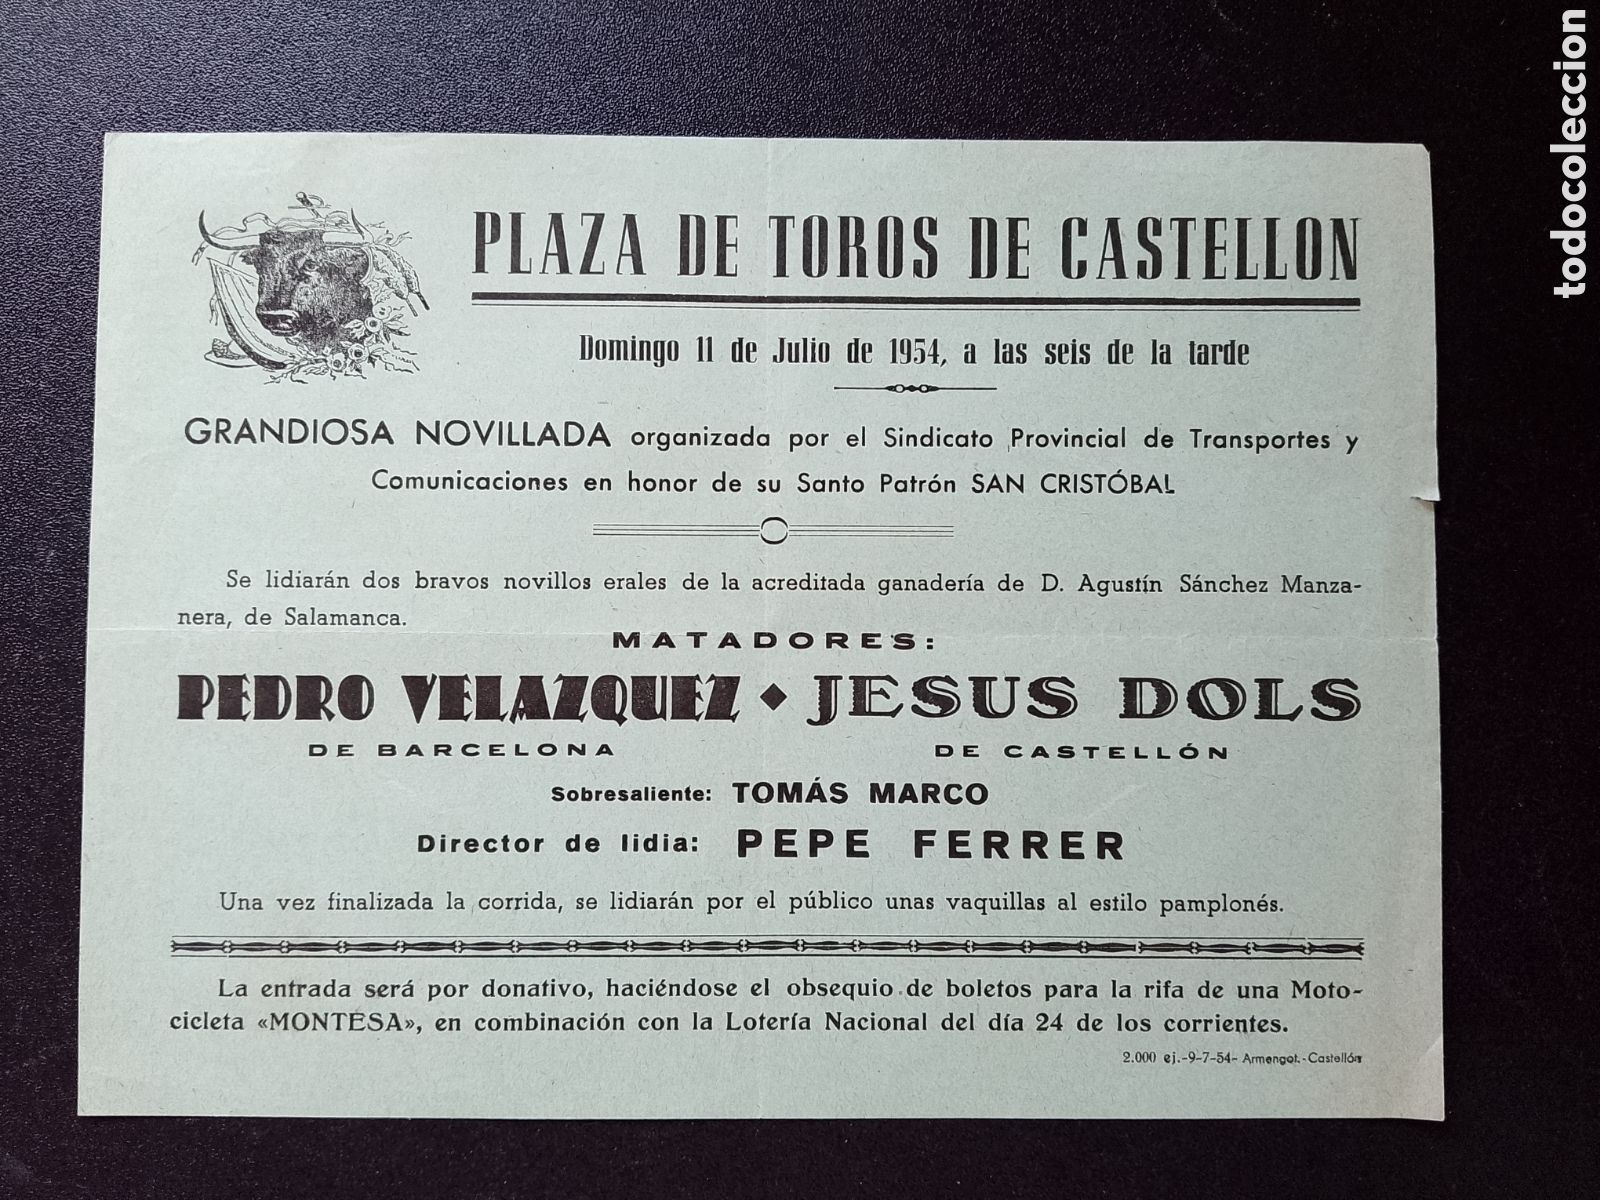 todocoleccion
PLAZA DE TOROS DE CASTELLON
Domingo 11 de Julio de 1954, a las seis de la tarde
GRANDIOSA NOVILLADA organizada por el Sindicato Provincial de Transportes y
Comunicaciones en honor de su Santo Patrón SAN CRISTÓBAL
Se lidiarán dos bravos novillos erales de la acreditada ganadería de D. Agustín Sánchez Manza-
nera, de Salamanca.
MATADORES:
PEDRO VELAZQUEZ ◆ JESUS DOLS
DE BARCELONA DE CASTELLÓN
Sobresaliente: TOMÁS MARCO
Director de lidia: PEPE FERRER
Una vez finalizada la corrida, se lidiarán por el público unas vaquillas al estilo pamplonés.
La entrada será por donativo, haciéndose el obsequio de boletos para la rifa de una Moto-
cicleta «MONTESA», en combinación con la Lotería Nacional del día 24 de los corrientes.
2.000 ej.-9-7-54- Armengot.-Castellón